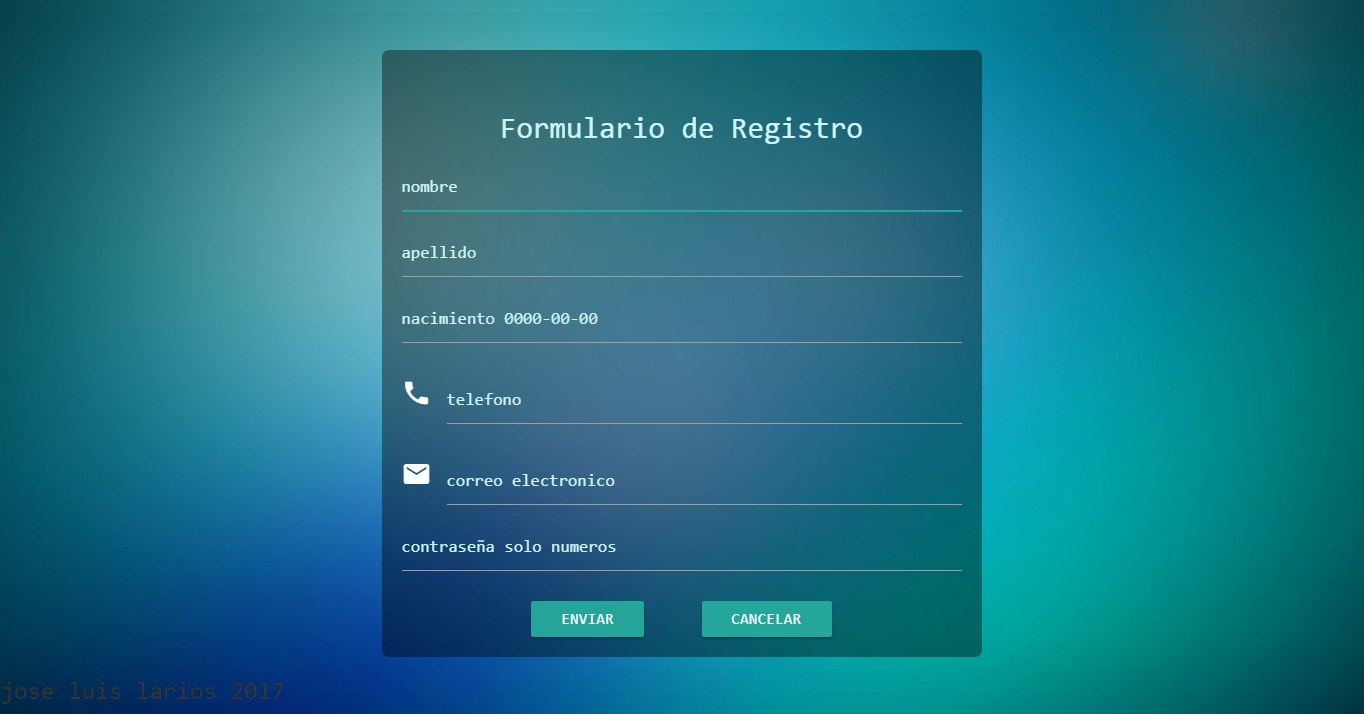 Formulario de Registro
nombre
apellido
nacimiento 0000-00-00
telefono
correo electronico
contraseña solo numeros
ENVIAR CANCELAR
jose luis larios 2017